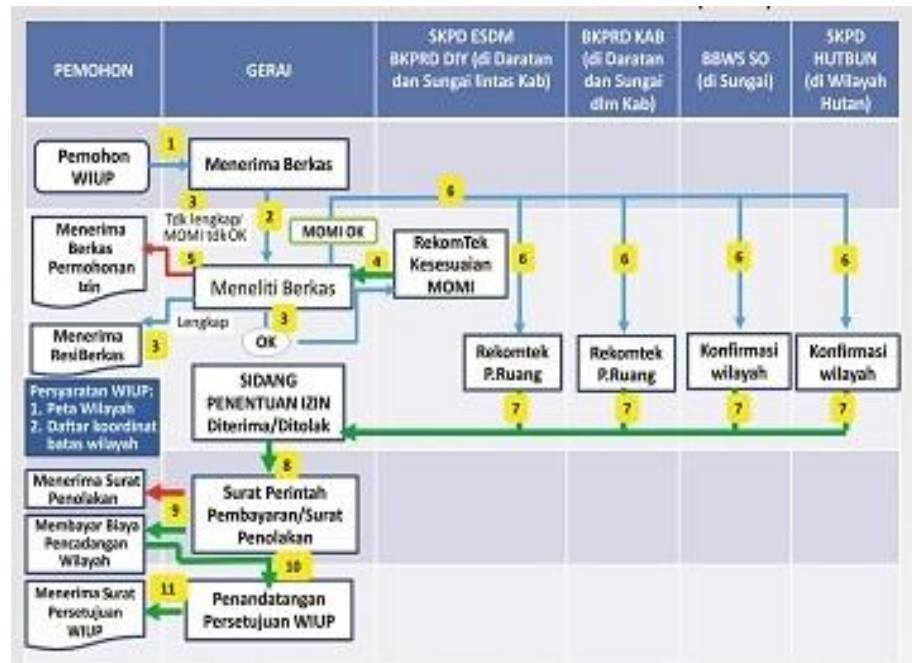 PEMOHON
GERAI
SKPD ESDM
BKPRD DIY (di Daratan
dan Sungai lintas Kab)
BKPRD KAB
(di Daratan
dan Sungai
dlm Kab)
BBWS SO
(di Sungai)
SKPD
HUTBUN
(di Wilayah
Hutan)
Pemohon
WIUP
1
Menerima Berkas
6
3
2
Tdk lengkap/
MOMI tdk OK
MOMI OK
Menerima
Berkas
Permohonan
Izin
5
Meneliti Berkas
4
RekomTek
Kesesuaian
MOMI
6
6
6
6
Lengkap
3
OK
Menerima
ResiBerkas
3
Rekomtek
P.Ruang
Rekomtek
P.Ruang
Konfirmasi
wilayah
Konfirmasi
wilayah
Persyaratan WIUP:
1. Peta Wilayah
2. Daftar koordinat
batas wilayah
SIDANG
PENENTUAN IZIN
Diterima/Ditolak
7
7
7
7
8
Menerima Surat
Penolakan
Surat Perintah
Pembayaran/Surat
Penolakan
9
Membayar Biaya
Pencadangan
Wilayah
10
Menerima Surat
Persetujuan
WIUP
11
Penandatangan
Persetujuan WIUP